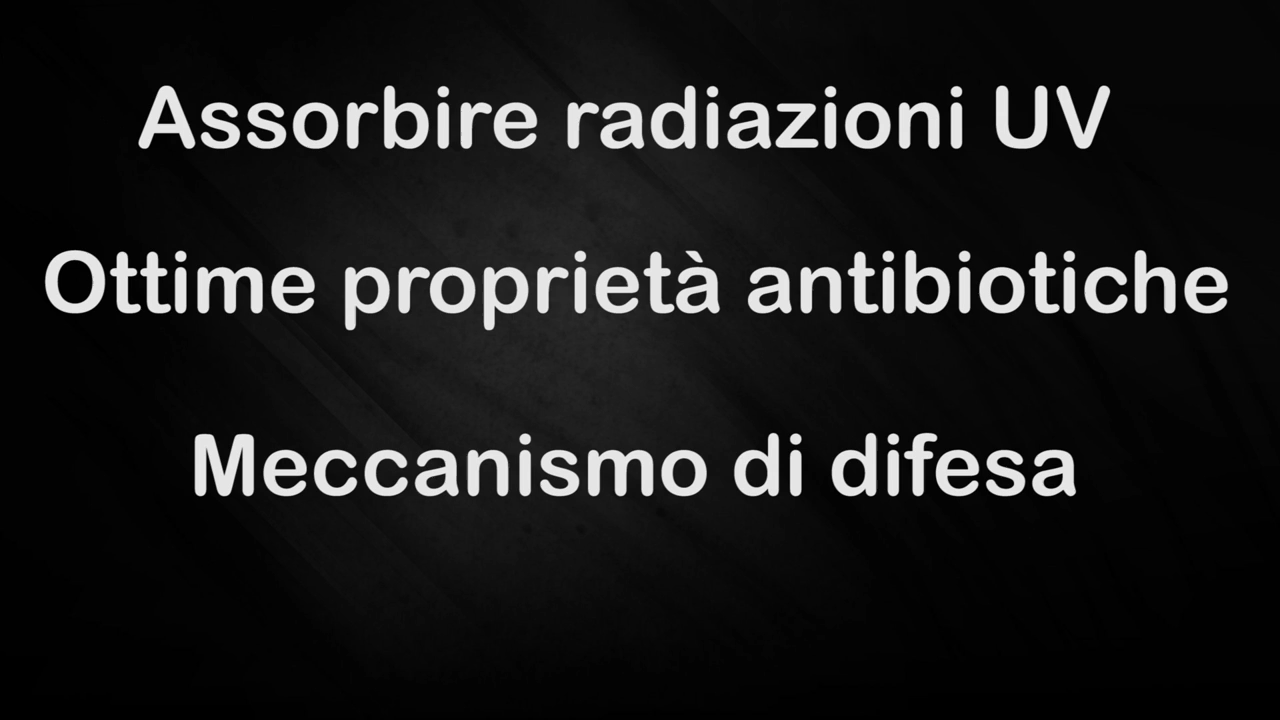 Assorbire radiazioni UV
Ottime proprietà antibiotiche
Meccanismo di difesa